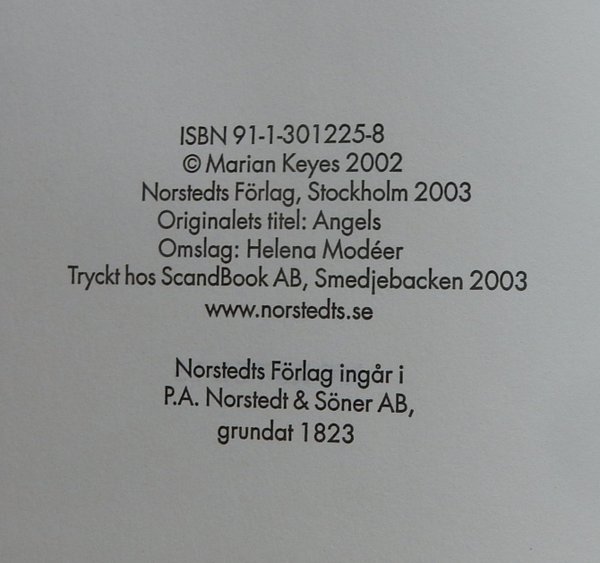 ISBN 91-1-301225-8
© Marian Keyes 2002
Norstedts Förlag, Stockholm 2003
Originalets titel: Angels
Omslag: Helena Modéer
Tryckt hos ScandBook AB, Smedjebacken 2003
www.norstedts.se
Norstedts Förlag ingår i
P.A. Norstedt & Söner AB,
grundat 1823